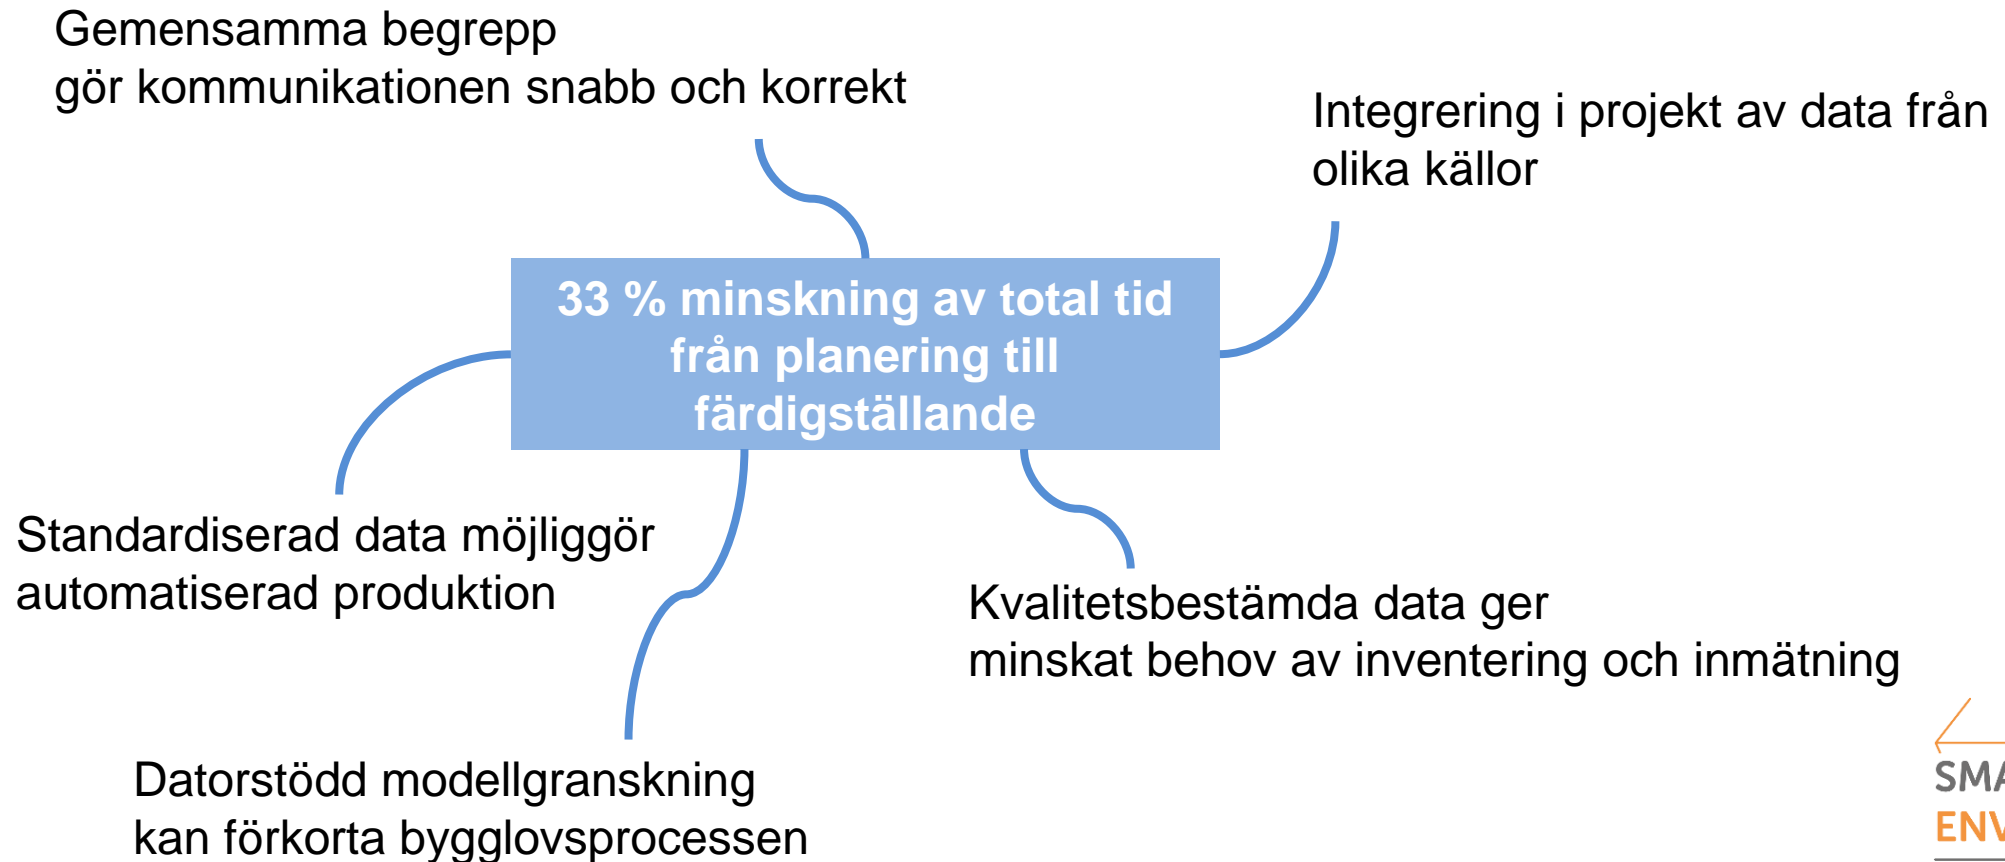 Gemensamma begrepp
gör kommunikationen snabb och korrekt
Integrering i projekt av data från
olika källor
33 % minskning av total tid
från planering till
färdigställande
Standardiserad data möjliggör
automatiserad produktion
Kvalitetsbestämda data ger
minskat behov av inventering och inmätning
Datorstödd modellgranskning
kan förkorta bygglovsprocessen